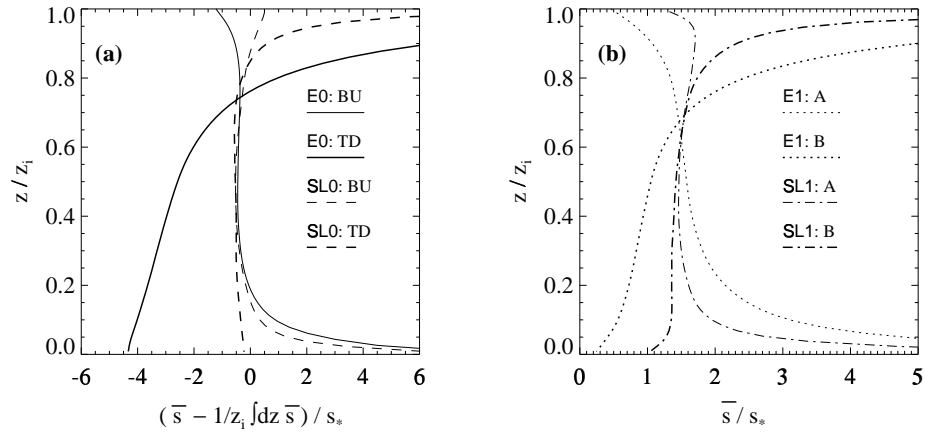 (a)
1.0
0.8
0.6
0.4
0.2
0.0
z / z_i
E0: BU
E0: TD
SL0: BU
SL0: TD
-6 -4 -2 0 2 4 6
( s̅ – 1/z_i ∫dz s̅ ) / s_*
(b)
1.0
0.8
0.6
0.4
0.2
0.0
z / z_i
E1: A
E1: B
SL1: A
SL1: B
0 1 2 3 4 5
s̅ / s_*